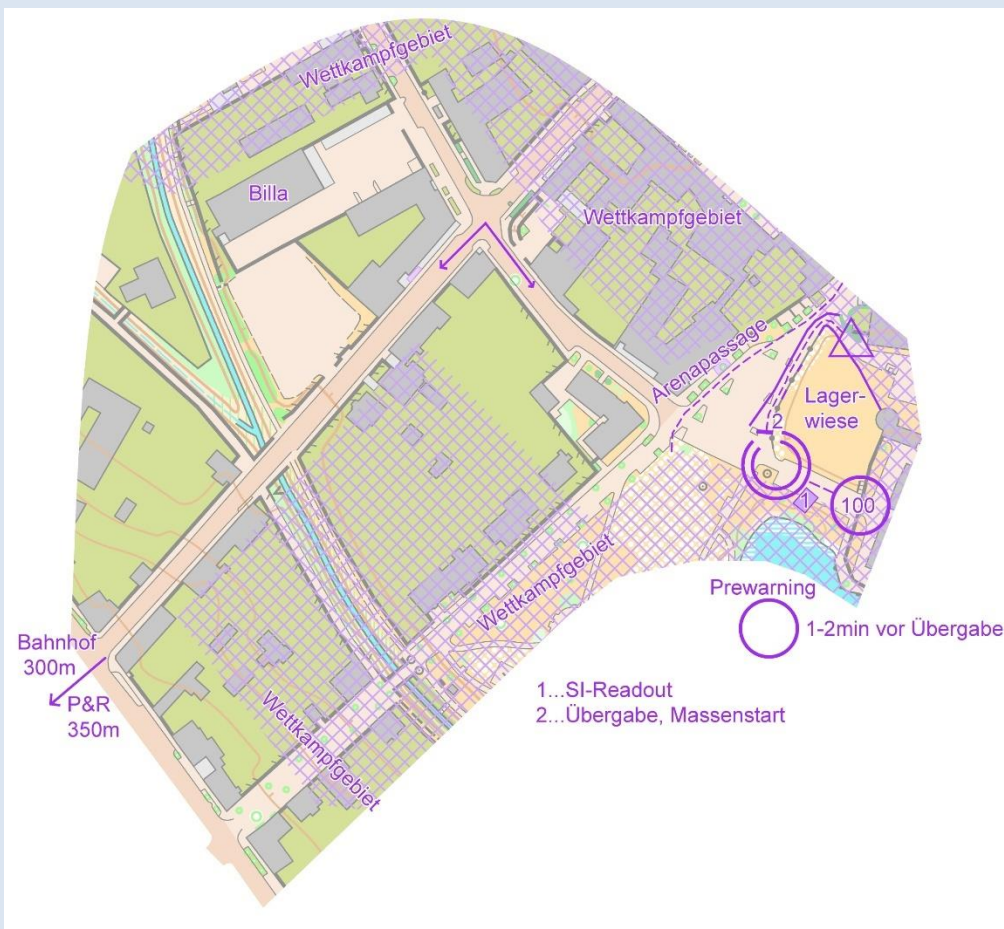 Wettkampfgebiet
Billa
Wettkampfgebiet
Arenapassage
Lager-
wiese
2
1
100
Wettkampfgebiet
Prewarning
1-2min vor Übergabe
Bahnhof
300m
P&R
350m
1...SI-Readout
2...Übergabe, Massenstart
Wettkampfgebiet